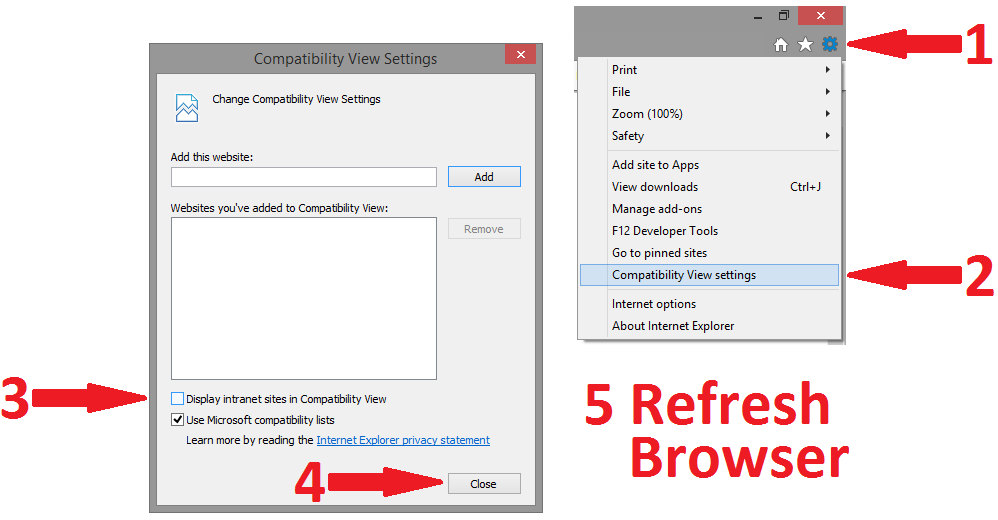 Compatibility View Settings
Change Compatibility View Settings
Add this website:
Add
Websites you've added to Compatibility View:
Remove
3
Display intranet sites in Compatibility View
Use Microsoft compatibility lists
Learn more by reading the Internet Explorer privacy statement
4
Close
1
Print
File
Zoom (100%)
Safety
Add site to Apps
View downloads Ctrl+J
Manage add-ons
F12 Developer Tools
Go to pinned sites
Compatibility View settings
2
Internet options
About Internet Explorer
5 Refresh
Browser